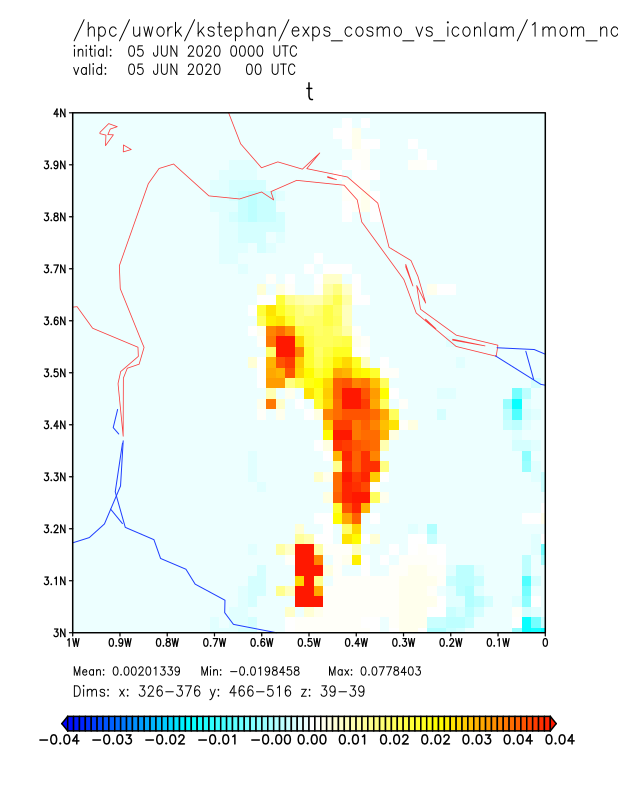 /hpc/uwork/kstephan/exps_cosmo_vs_iconlam/1mom_no
initial: 05 JUN 2020 0000 UTC
valid: 05 JUN 2020 00 UTC
t
4N
3.9N
3.8N
3.7N
3.6N
3.5N
3.4N
3.3N
3.2N
3.1N
3N
1W 0.9W 0.8W 0.7W 0.6W 0.5W 0.4W 0.3W 0.2W 0.1W 0
Mean: 0.00201339 Min: -0.0198458 Max: 0.0778403
Dims: x: 326-376 y: 466-516 z: 39-39
-0.04 -0.03 -0.02 -0.01 -0.00 0.00 0.01 0.02 0.03 0.04 0.04